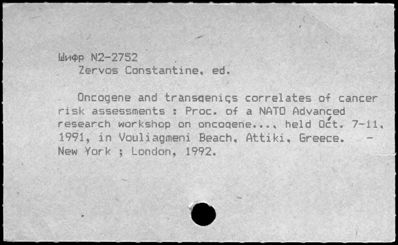 Шифр N2-2752
Zervos Constantine, ed.
Oncogene and transgenics correlates of cancer
risk assessments : Proc. of a NATO Advanced
research workshop on oncogene..., held Oct. 7-11,
1991, in Vouliagmeni Beach, Attiki, Greece. -
New York ; London, 1992.